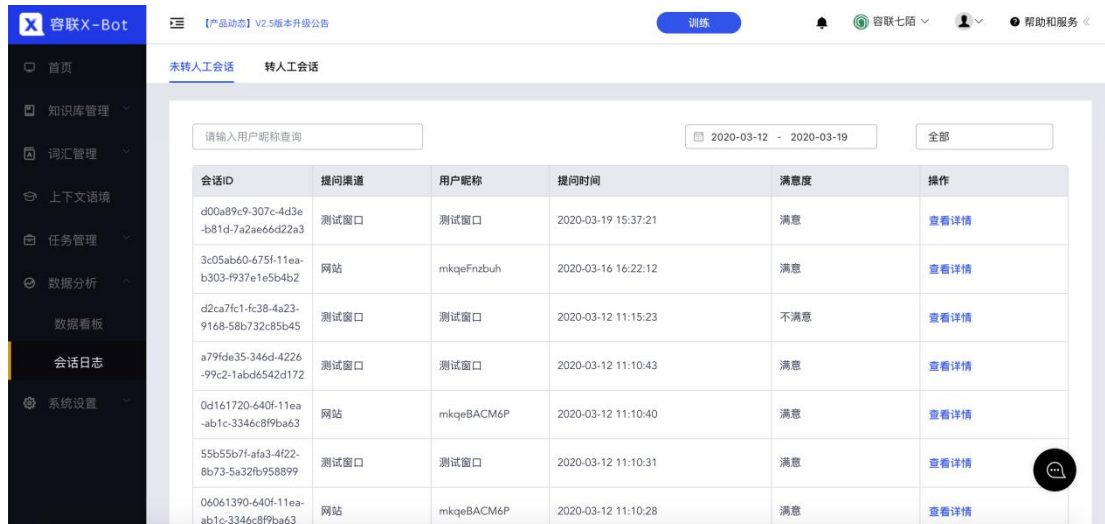 容联X-Bot
【产品动态】V2.5版本升级公告
训练
容联七陌
帮助和服务
首页
知识库管理
词汇管理
上下文语境
任务管理
数据分析
数据看板
会话日志
系统设置
未转人工会话 转人工会话
请输入用户昵称查询 2020-03-12 - 2020-03-19 全部
会话ID 提问渠道 用户昵称 提问时间 满意度 操作
d00a89c9-307c-4d3e
-b81d-7a2ae66d22a3 测试窗口 测试窗口 2020-03-19 15:37:21 满意 查看详情
3c05ab60-675f-11ea-
b303-f937e1e5b4b2 网站 mkqeFnzbuh 2020-03-16 16:22:12 满意 查看详情
d2ca7fc1-fc38-4a23-
9168-58b732c85b45 测试窗口 测试窗口 2020-03-12 11:15:23 不满意 查看详情
a79fde35-346d-4226
-99c2-1abd6542d172 测试窗口 测试窗口 2020-03-12 11:10:43 满意 查看详情
0d161720-640f-11ea
-ab1c-3346c8f9ba63 网站 mkqeBACM6P 2020-03-12 11:10:40 满意 查看详情
55b55b7f-afa3-4f22-
8b73-5a32fb958899 测试窗口 测试窗口 2020-03-12 11:10:31 满意 查看详情
06061390-640f-11ea-
ab1c-3346c8f9ba63 网站 mkqeBACM6P 2020-03-12 11:10:28 满意 查看详情